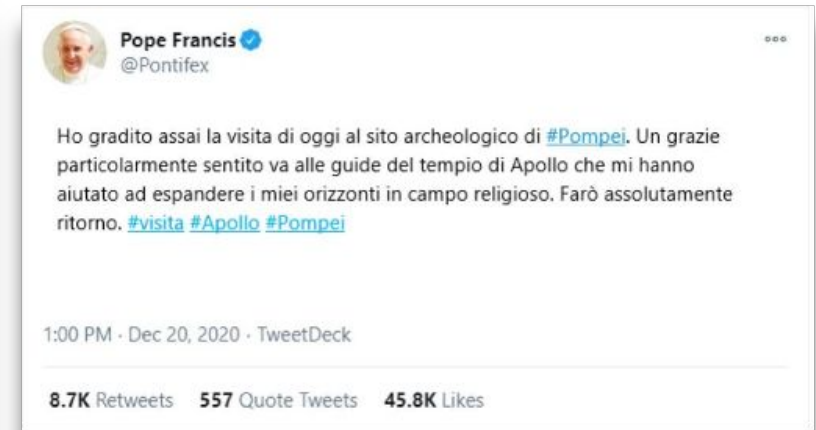 Pope Francis
@Pontifex
Ho gradito assai la visita di oggi al sito archeologico di #Pompei. Un grazie
particolarmente sentito va alle guide del tempio di Apollo che mi hanno
aiutato ad espandere i miei orizzonti in campo religioso. Farò assolutamente
ritorno. #visita #Apollo #Pompei
1:00 PM · Dec 20, 2020 · TweetDeck
8.7K Retweets 557 Quote Tweets 45.8K Likes